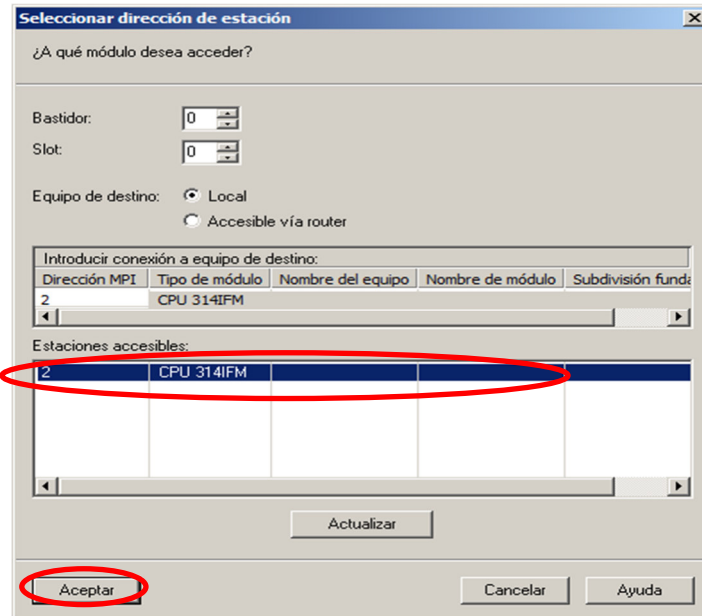 Seleccionar dirección de estación
¿A qué módulo desea acceder?
Bastidor: 0
Slot: 0
Equipo de destino: Local
Accesible vía router
Introducir conexión a equipo de destino:
Dirección MPI Tipo de módulo Nombre del equipo Nombre de módulo Subdivisión funda
2 CPU 314IFM
Estaciones accesibles:
2 CPU 314IFM
Actualizar
Aceptar Cancelar Ayuda